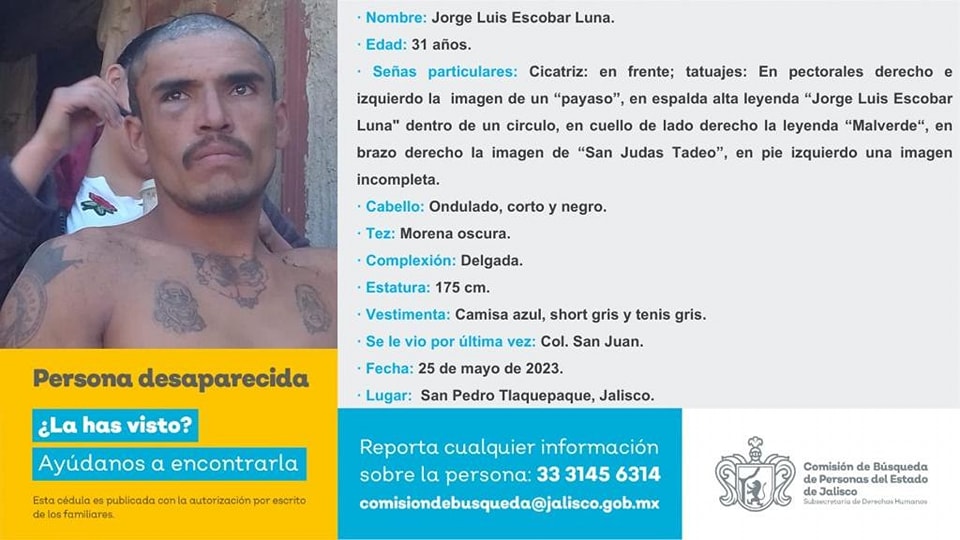 · Nombre: Jorge Luis Escobar Luna.
· Edad: 31 años.
· Señas particulares: Cicatriz: en frente; tatuajes: En pectorales derecho e
izquierdo la imagen de un “payaso”, en espalda alta leyenda “Jorge Luis Escobar
Luna" dentro de un circulo, en cuello de lado derecho la leyenda “Malverde“, en
brazo derecho la imagen de “San Judas Tadeo”, en pie izquierdo una imagen
incompleta.
· Cabello: Ondulado, corto y negro.
· Tez: Morena oscura.
· Complexión: Delgada.
· Estatura: 175 cm.
· Vestimenta: Camisa azul, short gris y tenis gris.
· Se le vio por última vez: Col. San Juan.
· Fecha: 25 de mayo de 2023.
· Lugar: San Pedro Tlaquepaque, Jalisco.
Persona desaparecida
¿La has visto?
Ayúdanos a encontrarla
Esta cédula es publicada con la autorización por escrito
de los familiares.
Reporta cualquier información
sobre la persona: 33 3145 6314
comisiondebusqueda@jalisco.gob.mx
Comisión de Búsqueda
de Personas del Estado
de Jalisco
Subsecretaría de Derechos Humanos